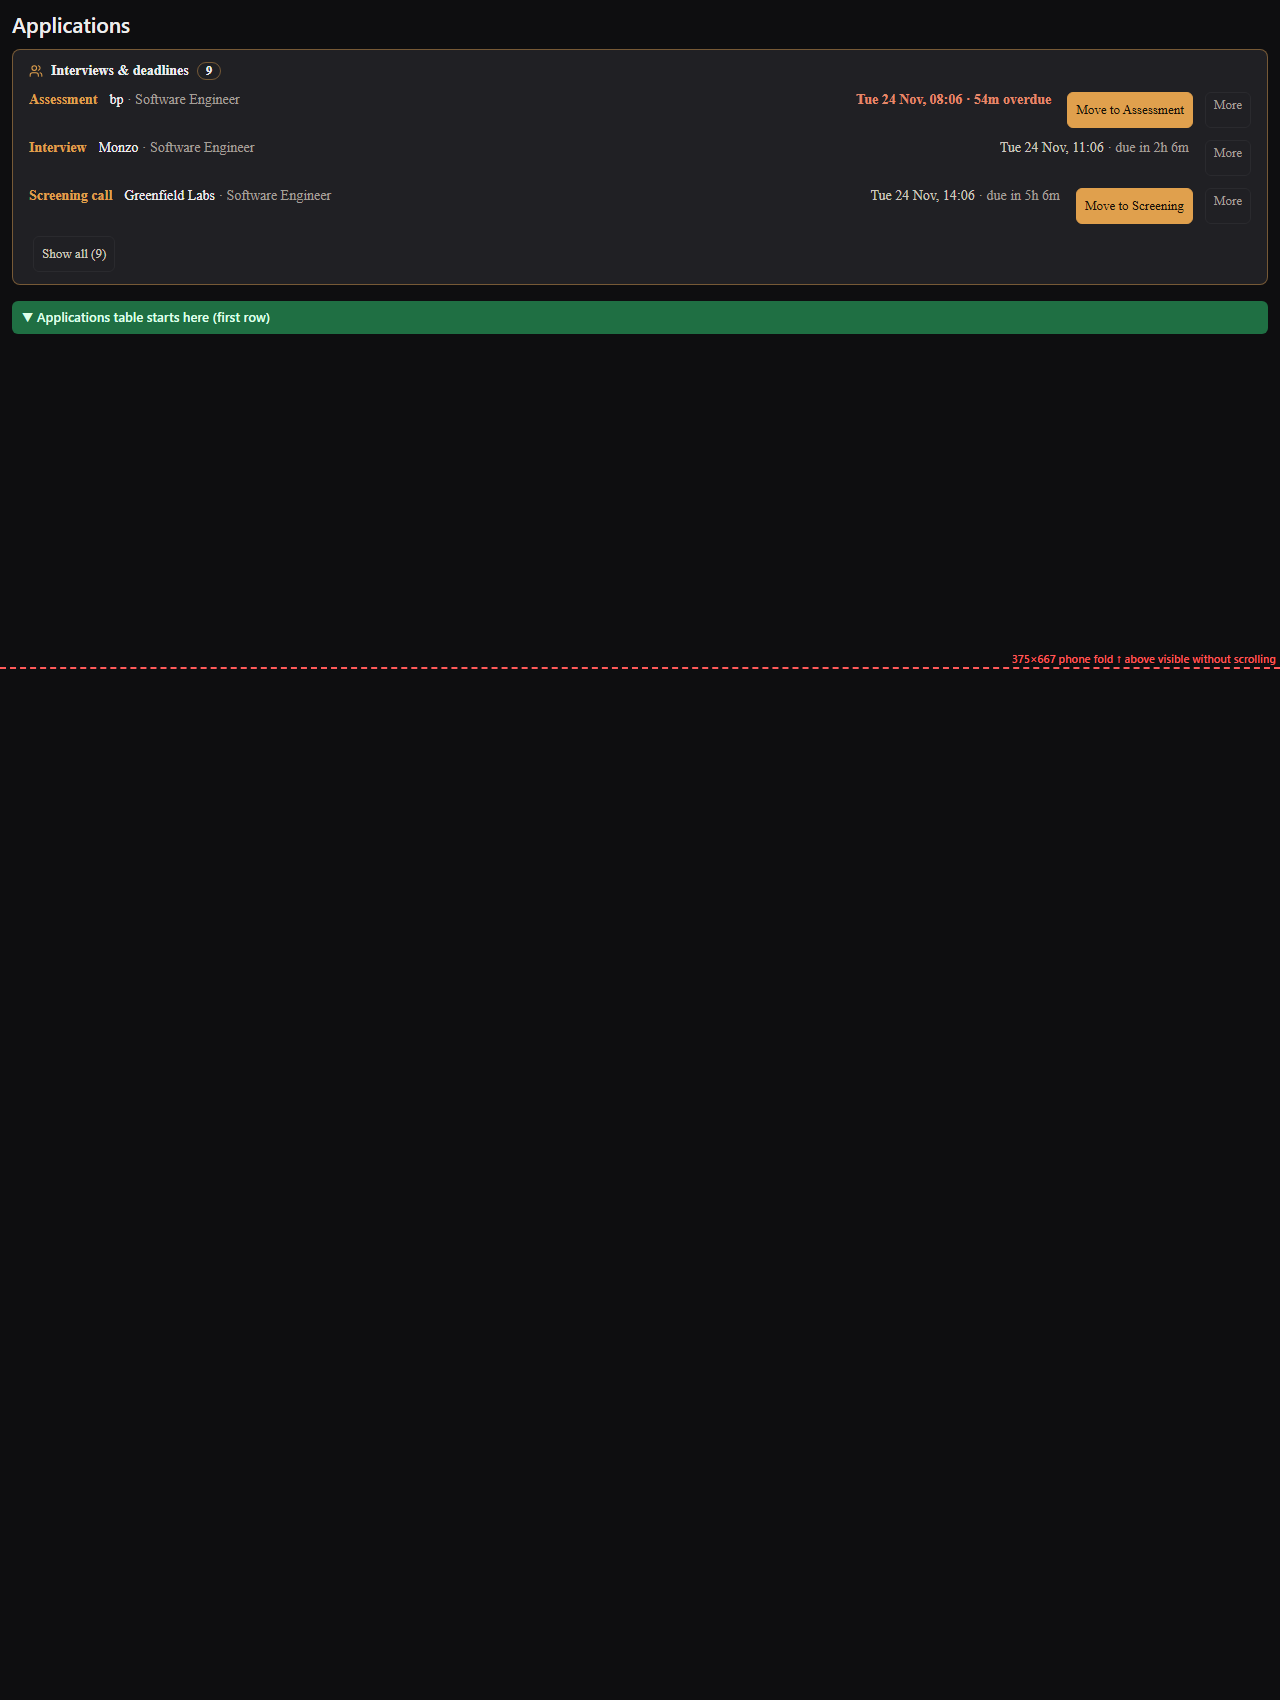 Applications
Interviews & deadlines 9
Assessment bp · Software Engineer Tue 24 Nov, 08:06 · 54m overdue Move to Assessment More
Interview Monzo · Software Engineer Tue 24 Nov, 11:06 · due in 2h 6m More
Screening call Greenfield Labs · Software Engineer Tue 24 Nov, 14:06 · due in 5h 6m Move to Screening More
Show all (9)
▼ Applications table starts here (first row)
375×667 phone fold ↑ above visible without scrolling